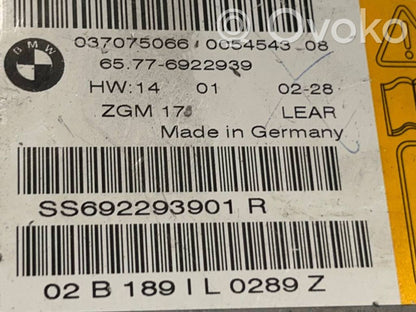 BMW
Ovoko
037075066 0054543 08
65.77-6922939
HW:14 01 02-28
ZGM LEAR
Made in Germany
SS692293901 R
02 B 189 I L 0289 Z